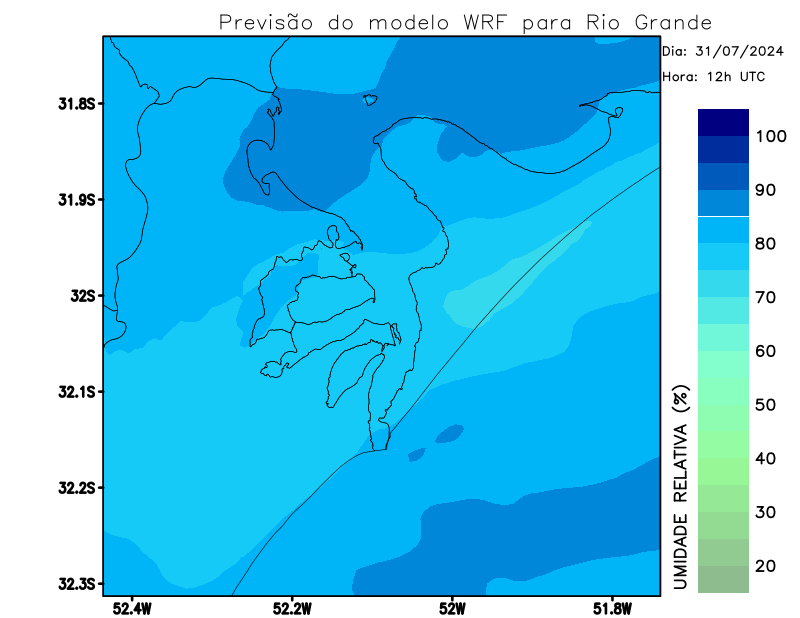 Previsão do modelo WRF para Rio Grande
Dia: 31/07/2024
Hora: 12h UTC
31.8S
31.9S
32S
32.1S
32.2S
32.3S
52.4W
52.2W
52W
51.8W
100
90
80
70
60
50
40
30
20
UMIDADE RELATIVA (%)